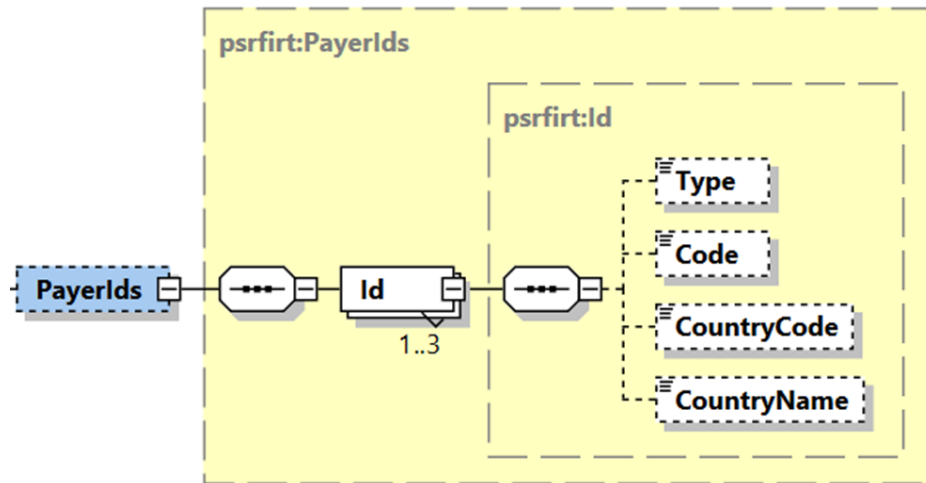 psrfirt:PayerIds
psrfirt:Id
Type
Code
PayerIds
Id
CountryCode
1..3
CountryName